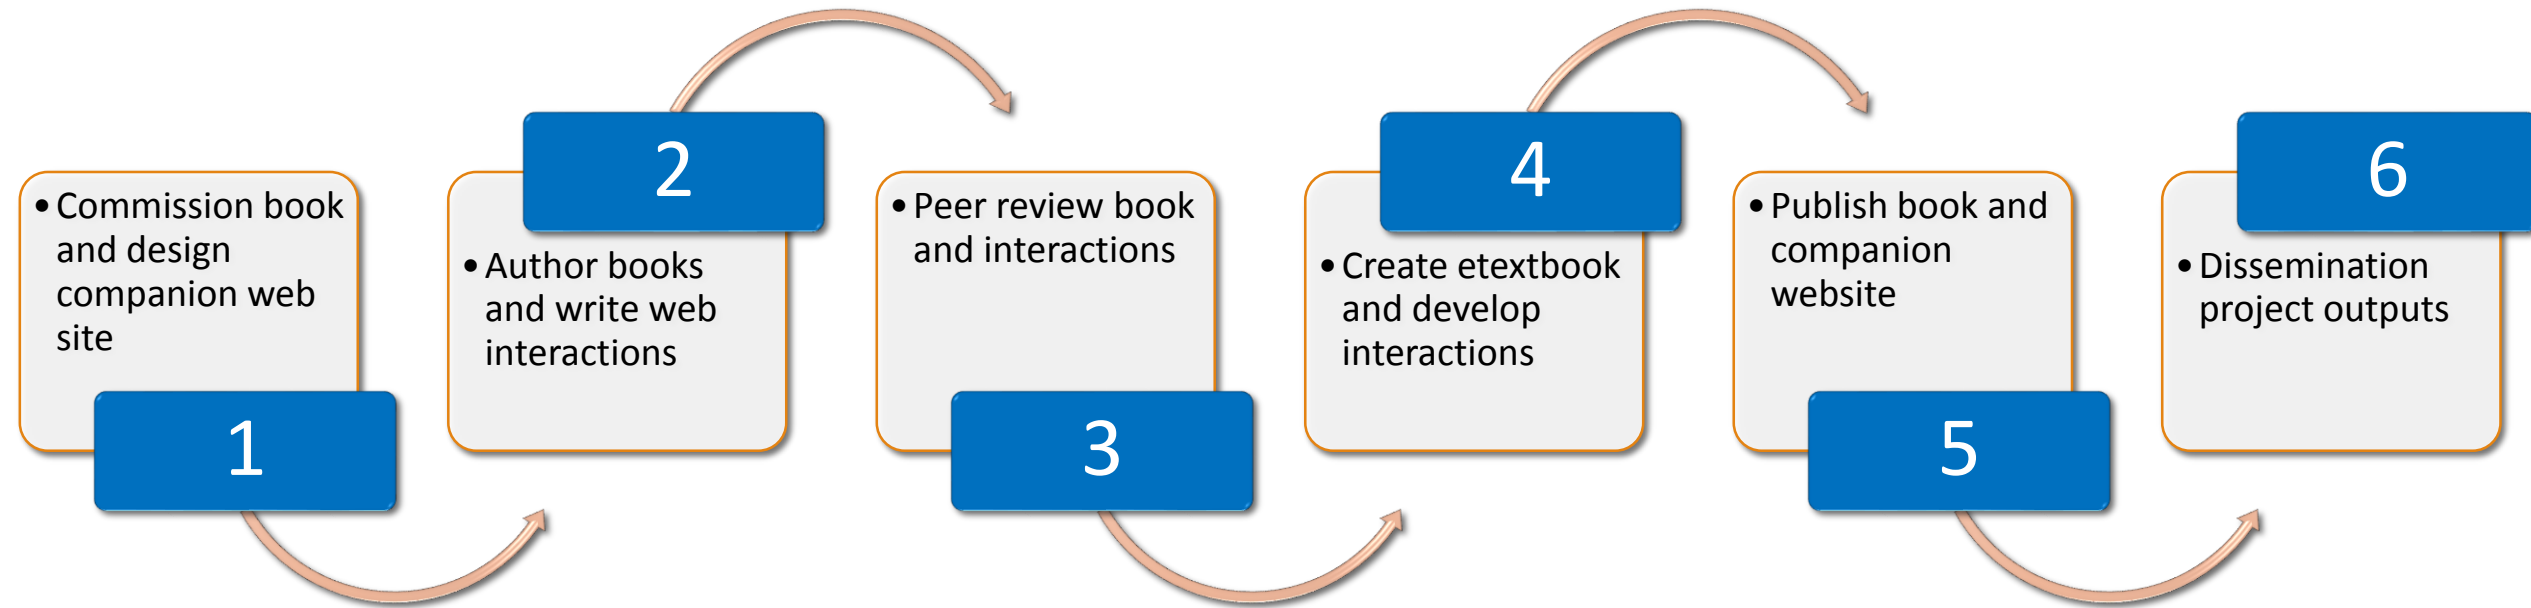 • Commission book
and design
companion web
site
1
2
• Author books
and write web
interactions
• Peer review book
and interactions
3
4
• Create etextbook
and develop
interactions
• Publish book and
companion
website
5
6
• Dissemination
project outputs